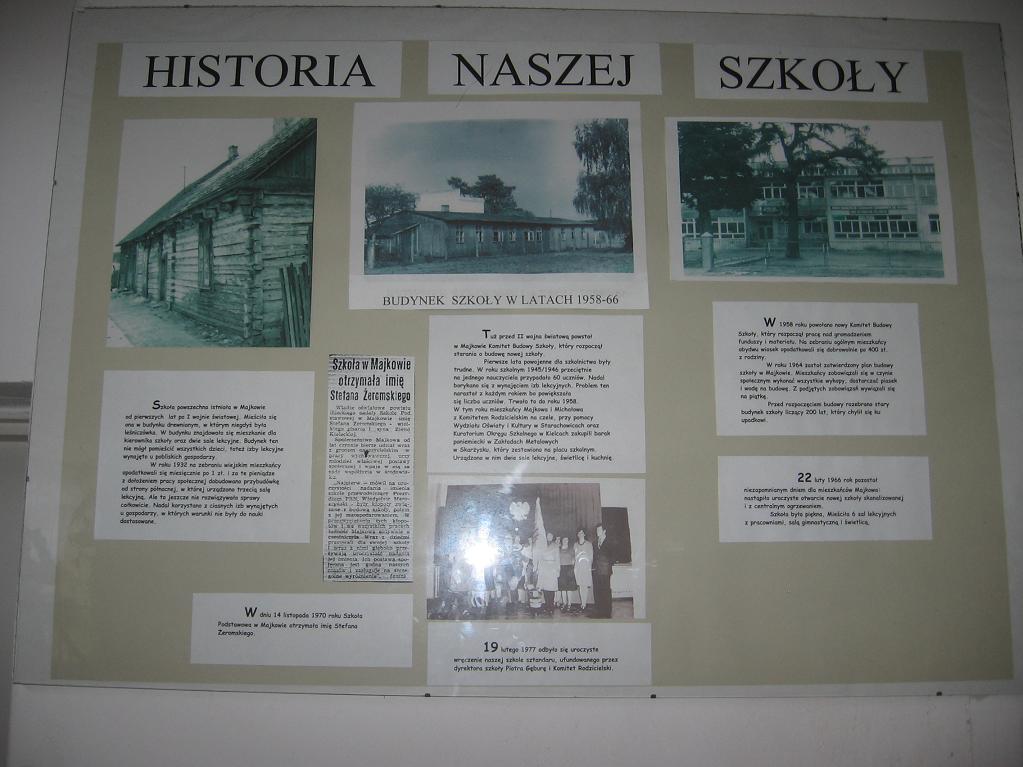 HISTORIA NASZEJ SZKOŁY
BUDYNEK SZKOŁY W LATACH 1958-66
Szkoła powszechna istniała w Majkowie
od pierwszych lat po I wojnie światowej. Mieściła się
ona w budynku drewnianym, w którym niegdyś była
leśniczówka. W budynku znajdowało się mieszkanie dla
kierownika szkoły oraz dwie sale lekcyjne. Budynek ten
nie mógł pomieścić wszystkich dzieci, toteż izby lekcyjne
wynajęto u pobliskich gospodarzy.
W roku 1932 na zebraniu wiejskim mieszkańcy
opodatkowali się miesięcznie po 1 zł. i za te pieniądze
z dołożeniem pracy społecznej dobudowano przybudówkę
od strony północnej, w której urządzono trzecią salę
lekcyjną. Ale to jeszcze nie rozwiązywało sprawy
całkowicie. Nadal korzystano z ciasnych izb wynajętych
u gospodarzy, w których warunki nie były do nauki
dostosowane.
Szkoła w Majkowie
otrzymała imię
Stefana Żeromskiego
W dniu 14 listopada 1970 roku Szkoła
Podstawowa w Majkowie otrzymała imię Stefana
Żeromskiego.
Tuż przed II wojną światową powstał
w Majkowie Komitet Budowy Szkoły, który rozpoczął
starania o budowę nowej szkoły.
Pierwsze lata powojenne dla szkolnictwa były
trudne. W roku szkolnym 1945/1946 przeciętnie
na jednego nauczyciela przypadało 60 uczniów. Nadal
borykano się z wynajęciem izb lekcyjnych. Problem ten
narastał z każdym rokiem bo powiększała
się liczba uczniów. Trwało to do roku 1958.
W tym roku mieszkańcy Majkowa i Michałowa
z Komitetem Rodzicielskim na czele, przy pomocy
Wydziału Oświaty i Kultury w Starachowicach oraz
Kuratorium Okręgu Szkolnego w Kielcach zakupili barak
poniemiecki w Zakładach Metalowych
w Skarżysku, który zestawiono na placu szkolnym.
Urządzono w nim dwie sale lekcyjne, świetlicę i kuchnię.
19 lutego 1977 odbyło się uroczyste
wręczenie naszej szkole sztandaru, ufundowanego przez
dyrektora szkoły Piotra Gęburę i Komitet Rodzicielski.
W 1958 roku powołano nowy Komitet Budowy
Szkoły, który rozpoczął pracę nad gromadzeniem
funduszy i materiału. Na zebraniu ogólnym mieszkańcy
obydwu wiosek opodatkowali się dobrowolnie po 400 zł.
z rodziny.
W roku 1964 został zatwierdzony plan budowy
szkoły w Majkowie. Mieszkańcy zobowiązali się w czynie
społecznym wykonać wszystkie wykopy, dostarczać piasek
i wodę na budowę. Z podjętych zobowiązań wywiązali się
na piątkę.
Przed rozpoczęciem budowy rozebrano stary
budynek szkoły liczący 200 lat, który chylił się ku
upadkowi.
22 luty 1966 rok pozostał
niezapomnianym dniem dla mieszkańców Majkowa:
nastąpiło uroczyste otwarcie nowej szkoły skanalizowanej
i z centralnym ogrzewaniem.
Szkoła była piękna. Mieściła 6 sal lekcyjnych
z pracowniami, salą gimnastyczną i świetlicą.